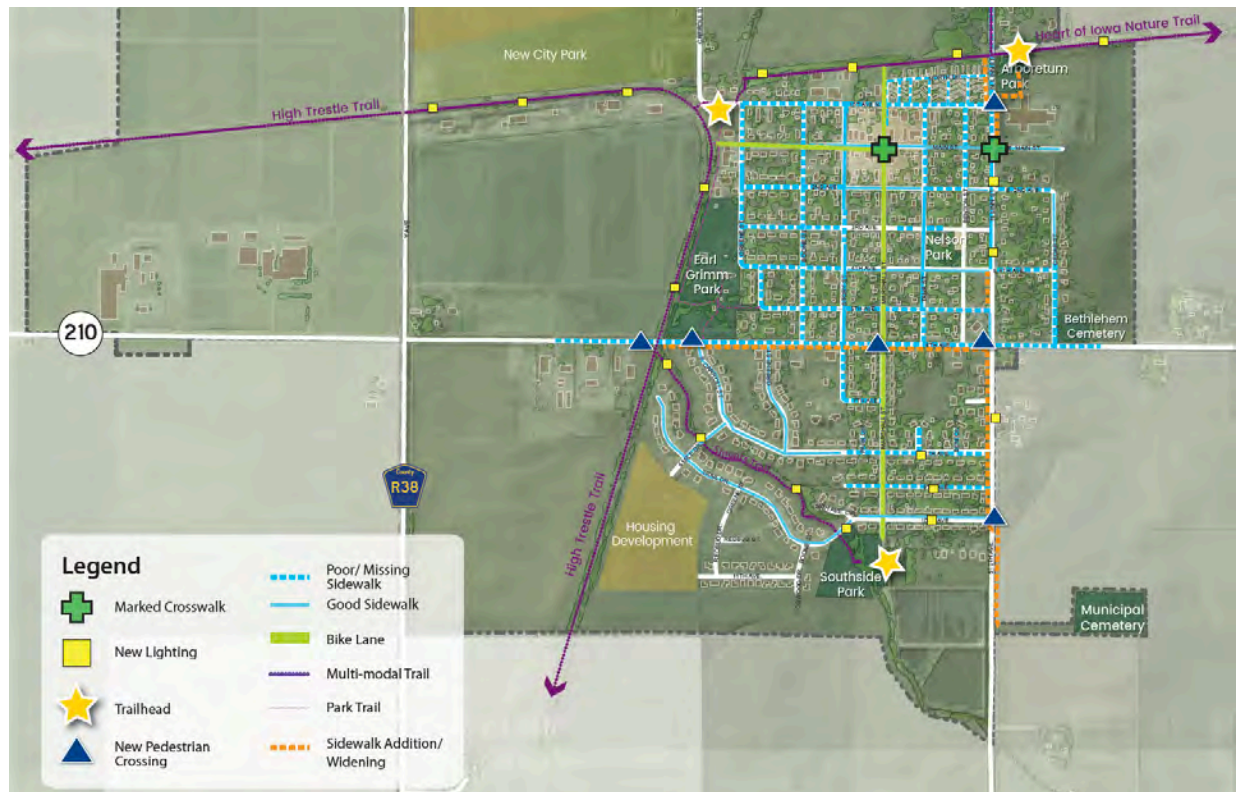 Heart of Iowa Nature Trail
New City Park
Arboretum
Park
High Trestle Trail
MAIN ST
Nelson
Park
Earl
Grimm
Park
Bethlehem
Cemetery
210
County
R38
High Trestle Trail
Housing
Development
Southside
Park
Municipal
Cemetery
Legend
Marked Crosswalk
New Lighting
Trailhead
New Pedestrian
Crossing
Poor/ Missing
Sidewalk
Good Sidewalk
Bike Lane
Multi-modal Trail
Park Trail
Sidewalk Addition/
Widening